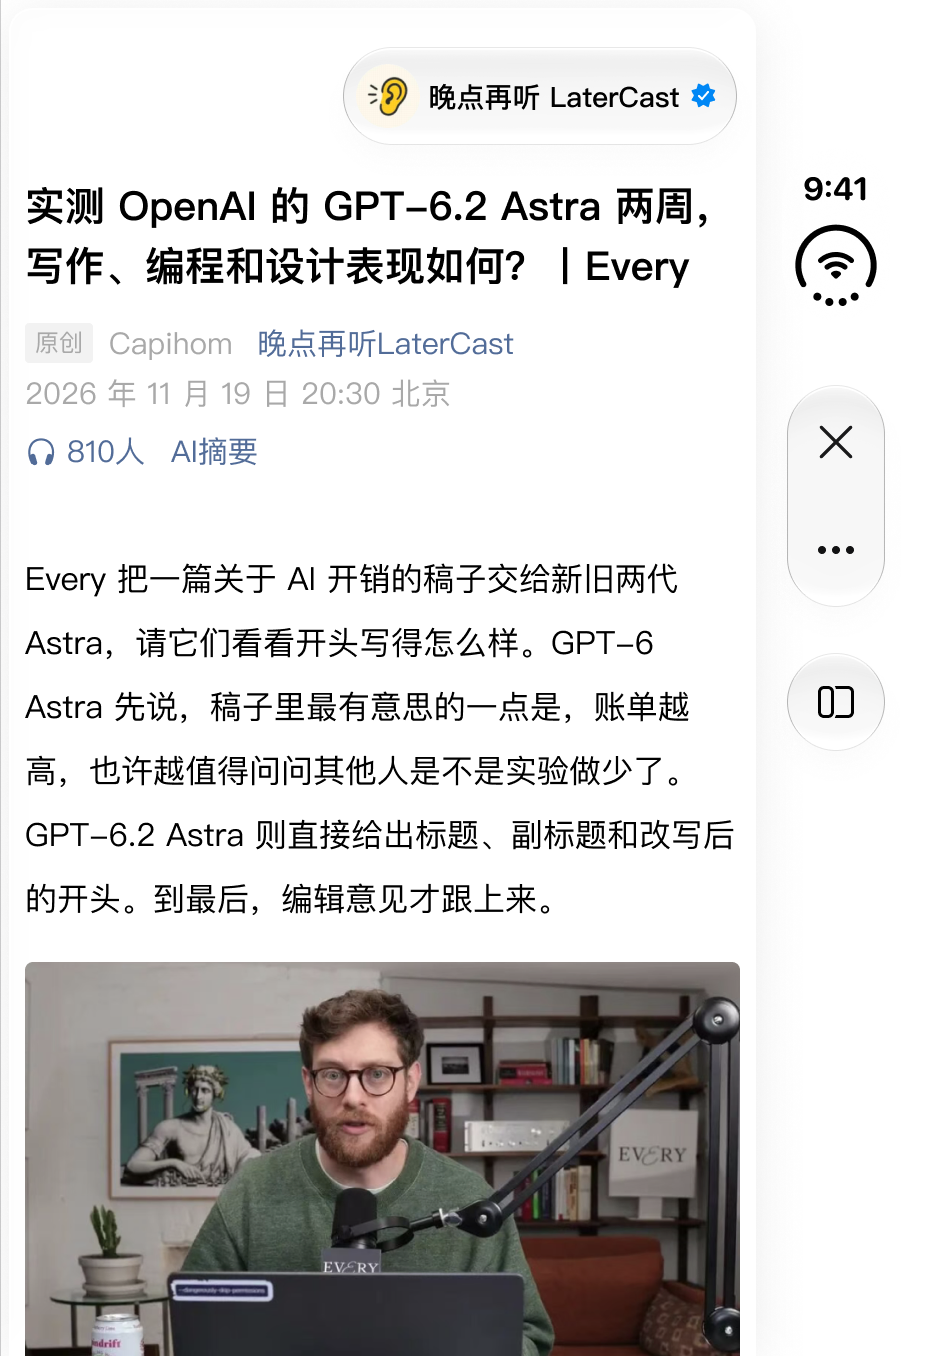 晚点再听 LaterCast
9:41
实测 OpenAI 的 GPT–6.2 Astra 两周，
写作、编程和设计表现如何？｜Every
原创 Capihom 晚点再听LaterCast
2026 年 11 月 19 日 20:30 北京
810人 AI摘要
Every 把一篇关于 AI 开销的稿子交给新旧两代
Astra，请它们看看开头写得怎么样。GPT–6
Astra 先说，稿子里最有意思的一点是，账单越
高，也许越值得问问其他人是不是实验做少了。
GPT–6.2 Astra 则直接给出标题、副标题和改写后
的开头。到最后，编辑意见才跟上来。
EVERY
EVERY
--dangerously-skip-permissions